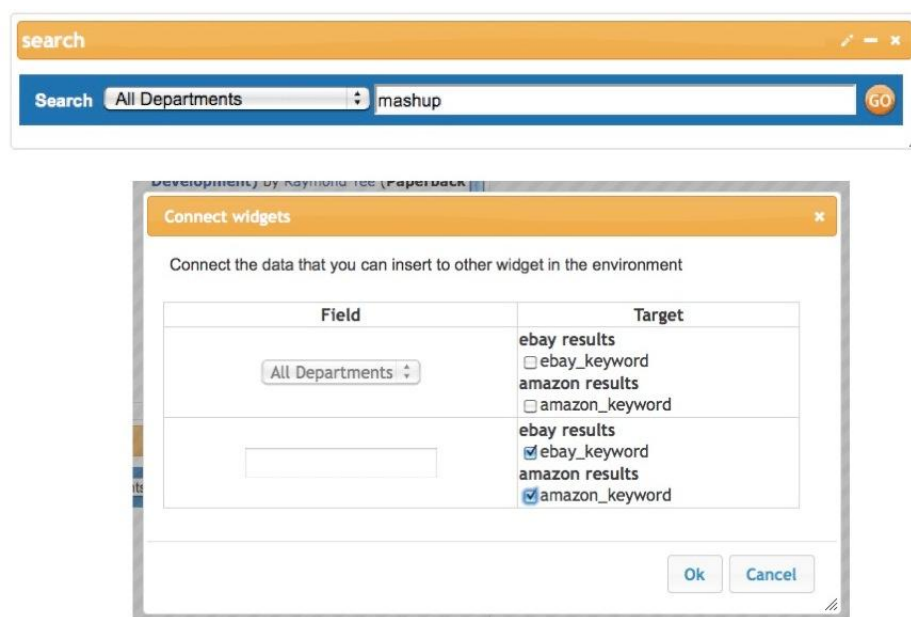 search
Search All Departments mashup GO
Development) by Raymond Yee (Paperback
Connect widgets
Connect the data that you can insert to other widget in the environment
Field Target
All Departments
ebay results
ebay_keyword
amazon results
amazon_keyword
ebay results
ebay_keyword
amazon results
amazon_keyword
Ok Cancel